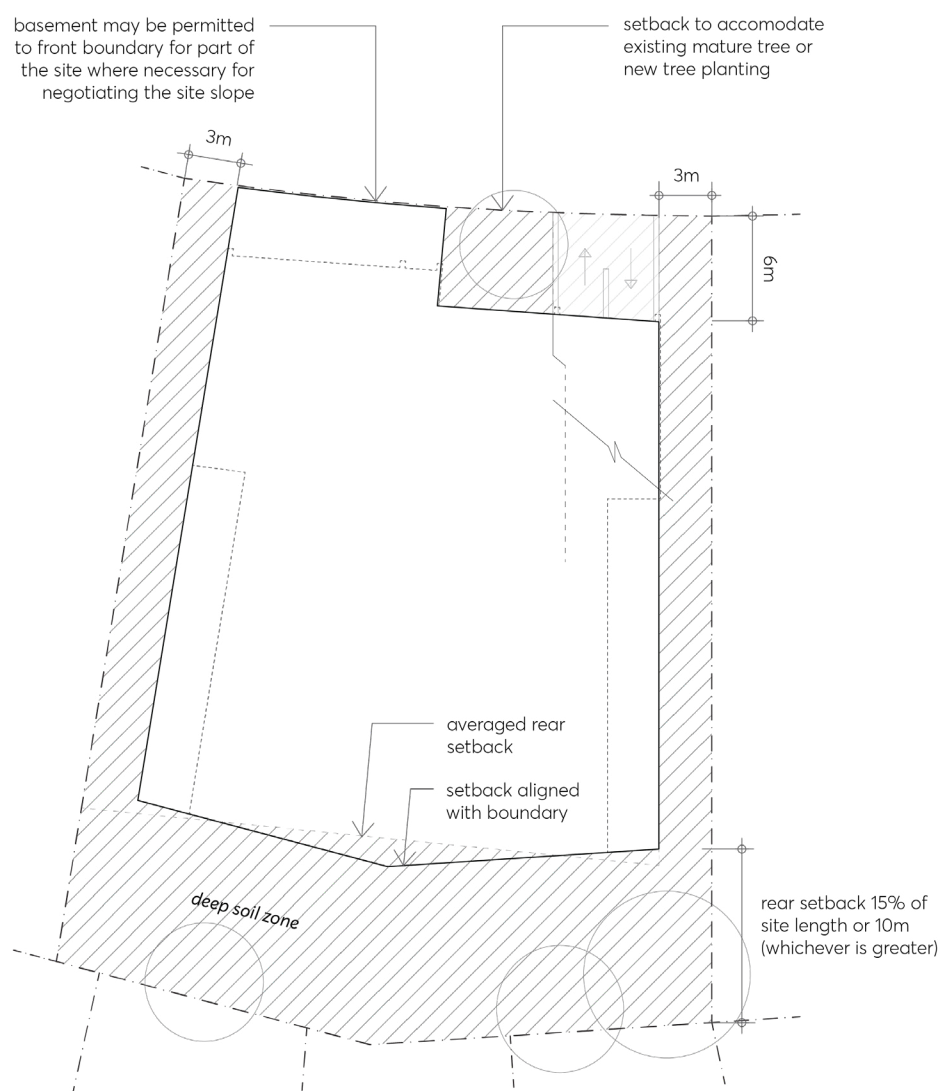 basement may be permitted
to front boundary for part of
the site where necessary for
negotiating the site slope
setback to accomodate
existing mature tree or
new tree planting
3m
3m
6m
averaged rear
setback
setback aligned
with boundary
deep soil zone
rear setback 15% of
site length or 10m
(whichever is greater)